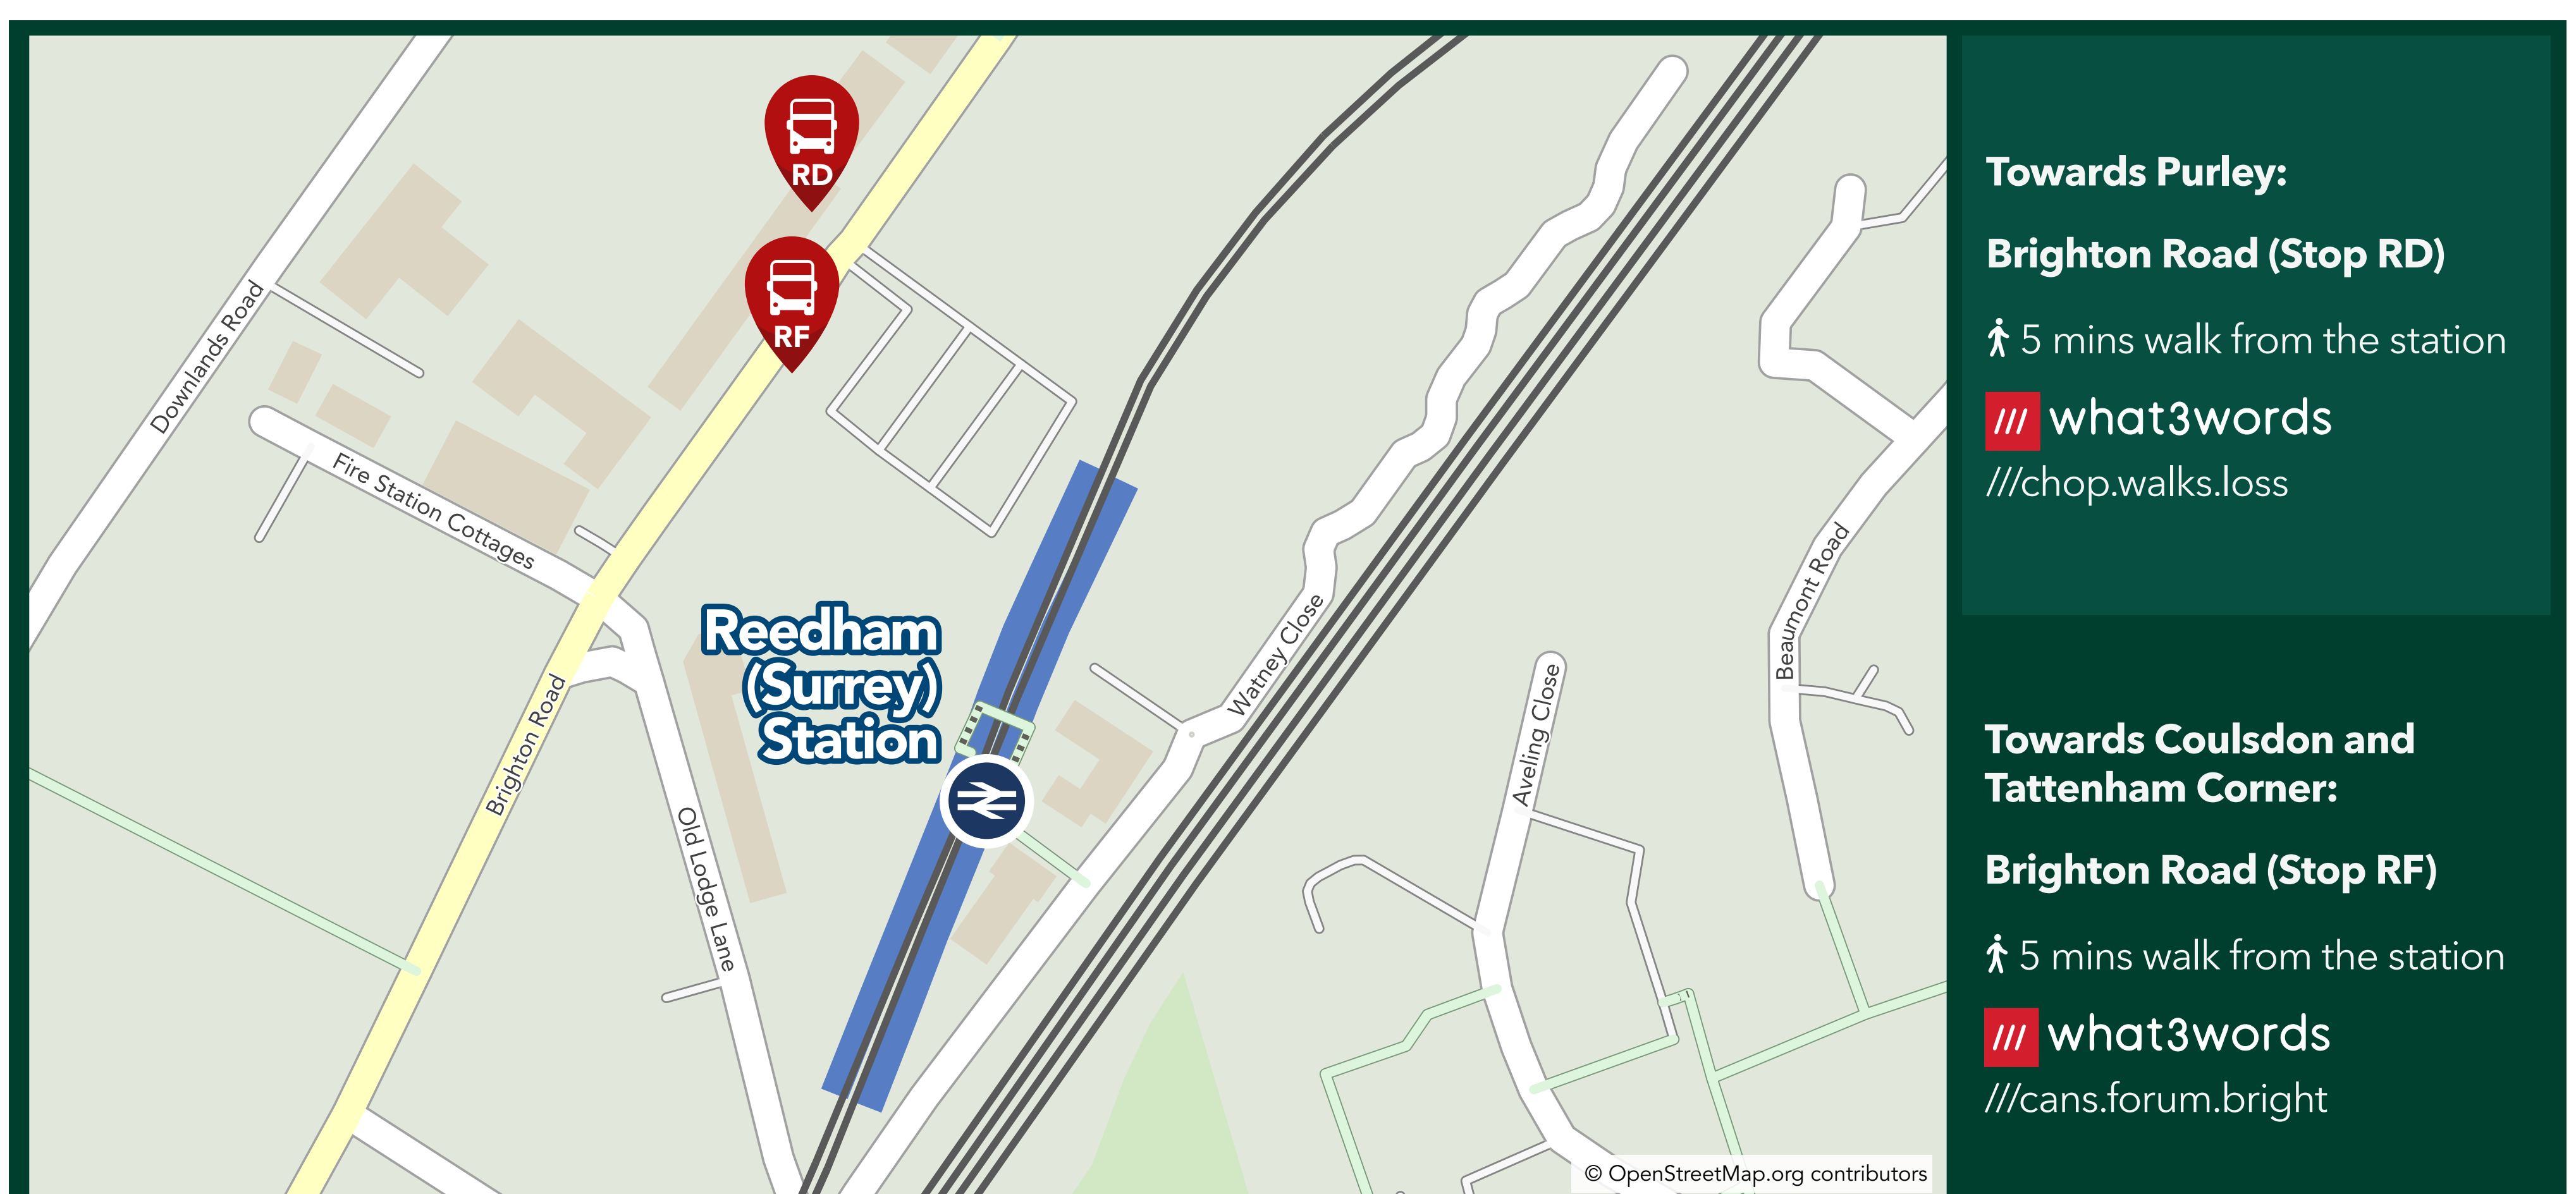 RD
RF
Downlands Road
Fire Station Cottages
Brighton Road
Old Lodge Lane
Reedham
(Surrey)
Station
Watney Close
Aveling Close
Beaumont Road
© OpenStreetMap.org contributors
Towards Purley:
Brighton Road (Stop RD)
5 mins walk from the station
/// what3words
///chop.walks.loss
Towards Coulsdon and
Tattenham Corner:
Brighton Road (Stop RF)
5 mins walk from the station
/// what3words
///cans.forum.bright